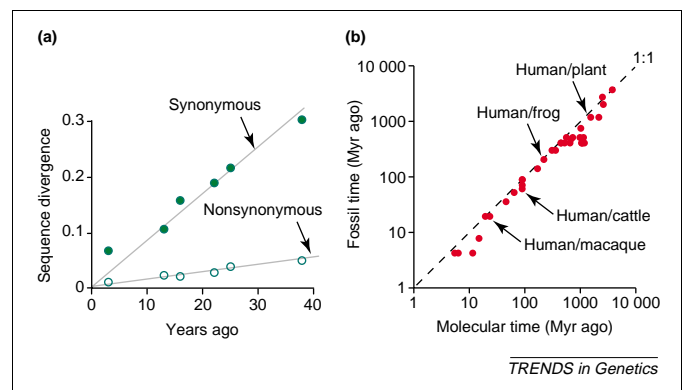 (a)
Sequence divergence
0.3
0.2
0.1
0
Synonymous
Nonsynonymous
0
10
20
30
40
Years ago
(b)
Fossil time (Myr ago)
10 000
1000
100
10
1
1:1
Human/plant
Human/frog
Human/cattle
Human/macaque
1
10
100
1000
10 000
Molecular time (Myr ago)
TRENDS in Genetics